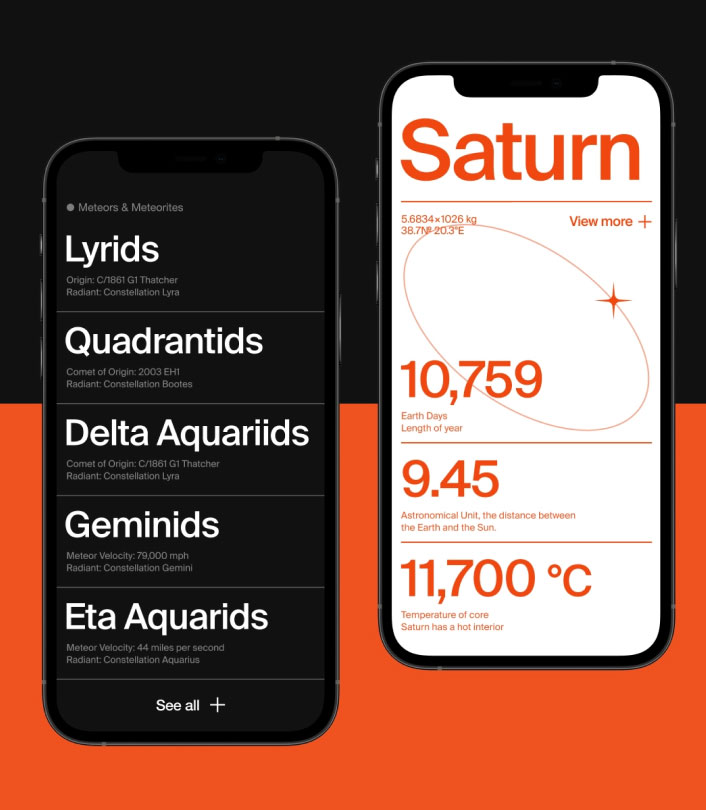 Meteors & Meteorites
Lyrids
Origin: C/1861 G1 Thatcher
Radiant: Constellation Lyra
Quadrantids
Comet of Origin: 2003 EH1
Radiant: Constellation Bootes
Delta Aquariids
Comet of Origin: C/1861 G1 Thatcher
Radiant: Constellation Lyra
Geminids
Meteor Velocity: 79,000 mph
Radiant: Constellation Gemini
Eta Aquarids
Meteor Velocity: 44 miles per second
Radiant: Constellation Aquarius
See all
Saturn
5.6834×1026 kg
38.7№ 20.3°E
View more
10,759
Earth Days
Length of year
9.45
Astronomical Unit, the distance between
the Earth and the Sun.
11,700 °C
Temperature of core
Saturn has a hot interior